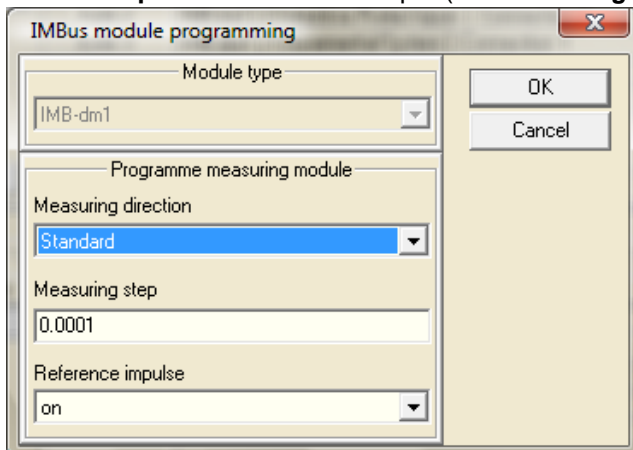 IMBus module programming
Module type
IMB-dm1
OK
Cancel
Programme measuring module
Measuring direction
Standard
Measuring step
0.0001
Reference impulse
on